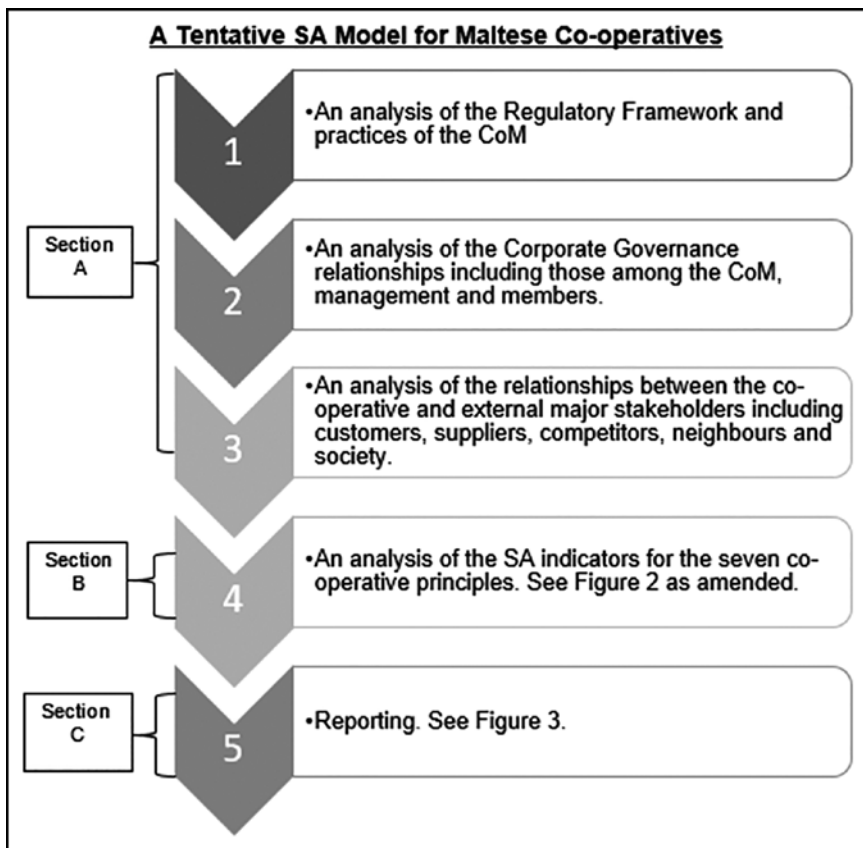 A Tentative SA Model for Maltese Co-operatives
1
•An analysis of the Regulatory Framework and
practices of the CoM
Section
A
2
•An analysis of the Corporate Governance
relationships including those among the CoM,
management and members.
3
•An analysis of the relationships between the co-
operative and external major stakeholders including
customers, suppliers, competitors, neighbours and
society.
Section
B
4
•An analysis of the SA indicators for the seven co-
operative principles. See Figure 2 as amended.
Section
C
5
•Reporting. See Figure 3.